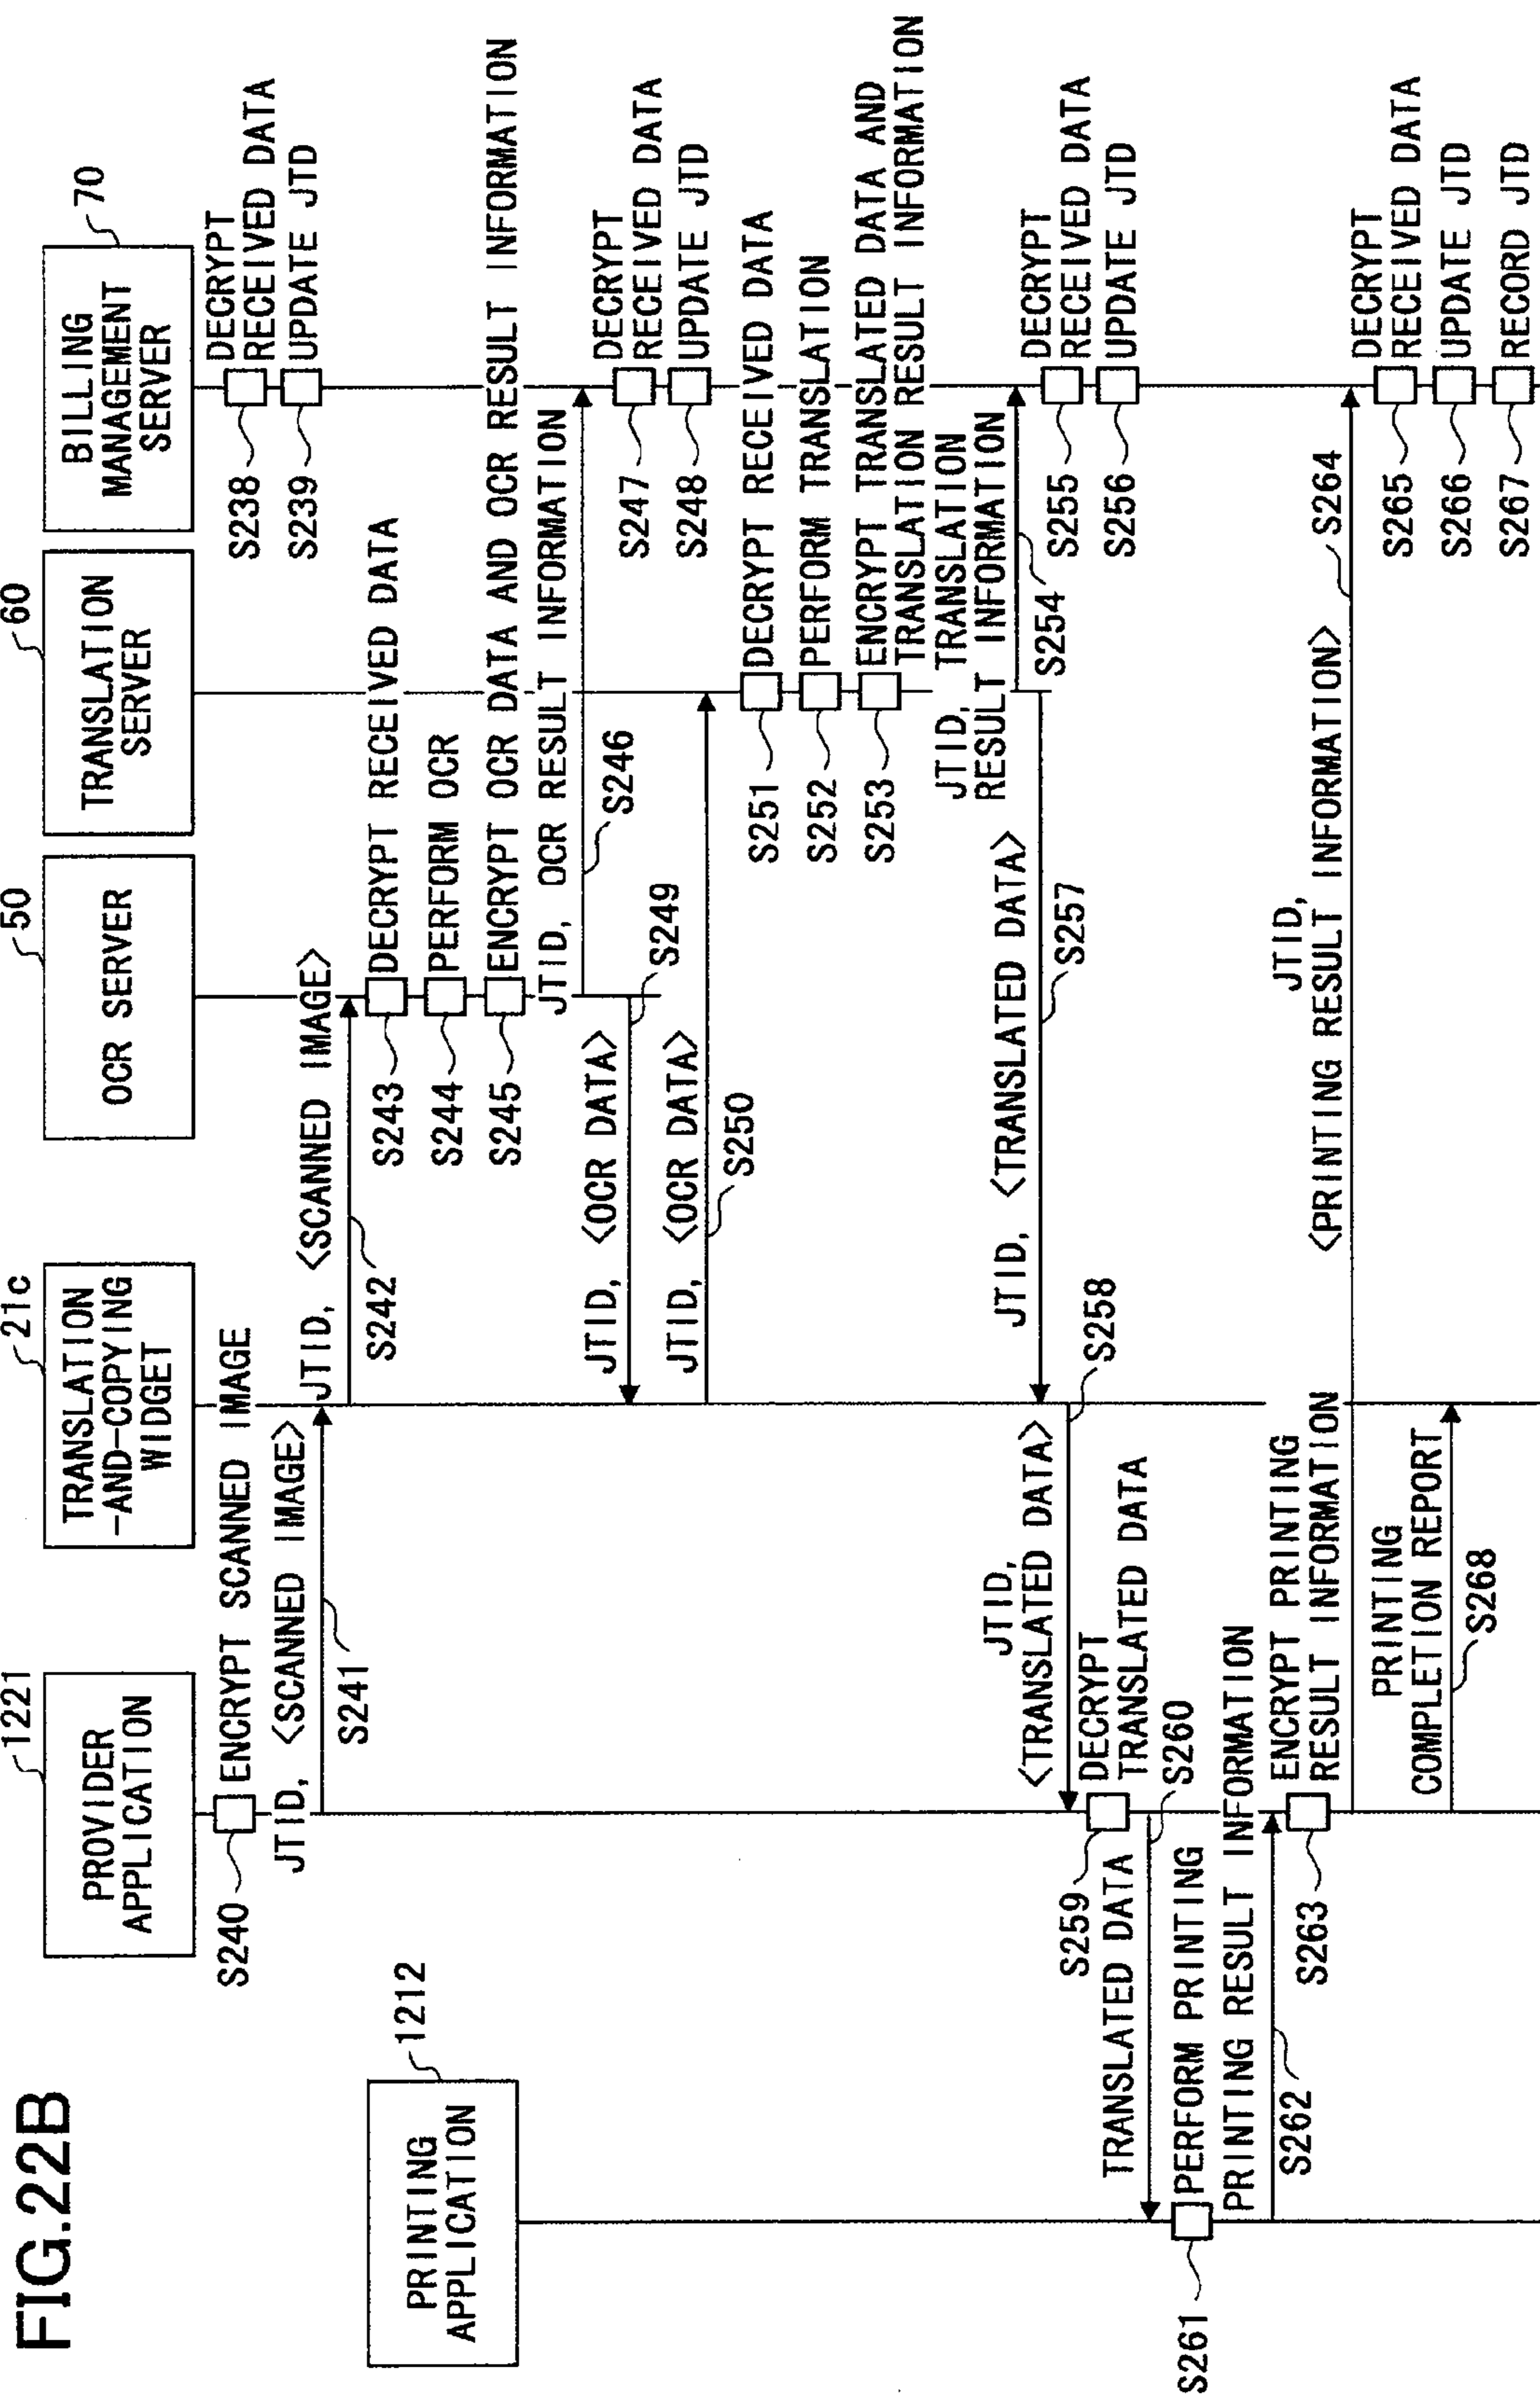 FIG.22B
1212
PRINTING
APPLICATION
1221
PROVIDER
APPLICATION
21c
TRANSLATION
-AND-COPYING
WIDGET
50
OCR SERVER
60
TRANSLATION
SERVER
70
BILLING
MANAGEMENT
SERVER
S238
DECRYPT
RECEIVED DATA
S239
UPDATE JTD
S240
ENCRYPT SCANNED IMAGE
JTID, <SCANNED IMAGE>
S241
JTID, <SCANNED IMAGE>
S242
S243
DECRYPT RECEIVED DATA
S244
PERFORM OCR
S245
ENCRYPT OCR DATA AND OCR RESULT INFORMATION
JTID, OCR RESULT INFORMATION
S246
S247
DECRYPT
RECEIVED DATA
S248
UPDATE JTD
JTID, <OCR DATA>
S249
JTID, <OCR DATA>
S250
S251
DECRYPT RECEIVED DATA
S252
PERFORM TRANSLATION
S253
ENCRYPT TRANSLATED DATA AND
TRANSLATION RESULT INFORMATION
JTID, TRANSLATION
RESULT INFORMATION
S254
S255
DECRYPT
RECEIVED DATA
S256
UPDATE JTD
JTID, <TRANSLATED DATA>
S257
JTID,
<TRANSLATED DATA>
S258
S259
DECRYPT
TRANSLATED DATA
TRANSLATED DATA
S260
S261
PERFORM PRINTING
PRINTING RESULT INFORMATION
S262
S263
ENCRYPT PRINTING
RESULT INFORMATION
JTID,
<PRINTING RESULT INFORMATION>
S264
S265
DECRYPT
RECEIVED DATA
S266
UPDATE JTD
S267
RECORD JTD
PRINTING
COMPLETION REPORT
S268